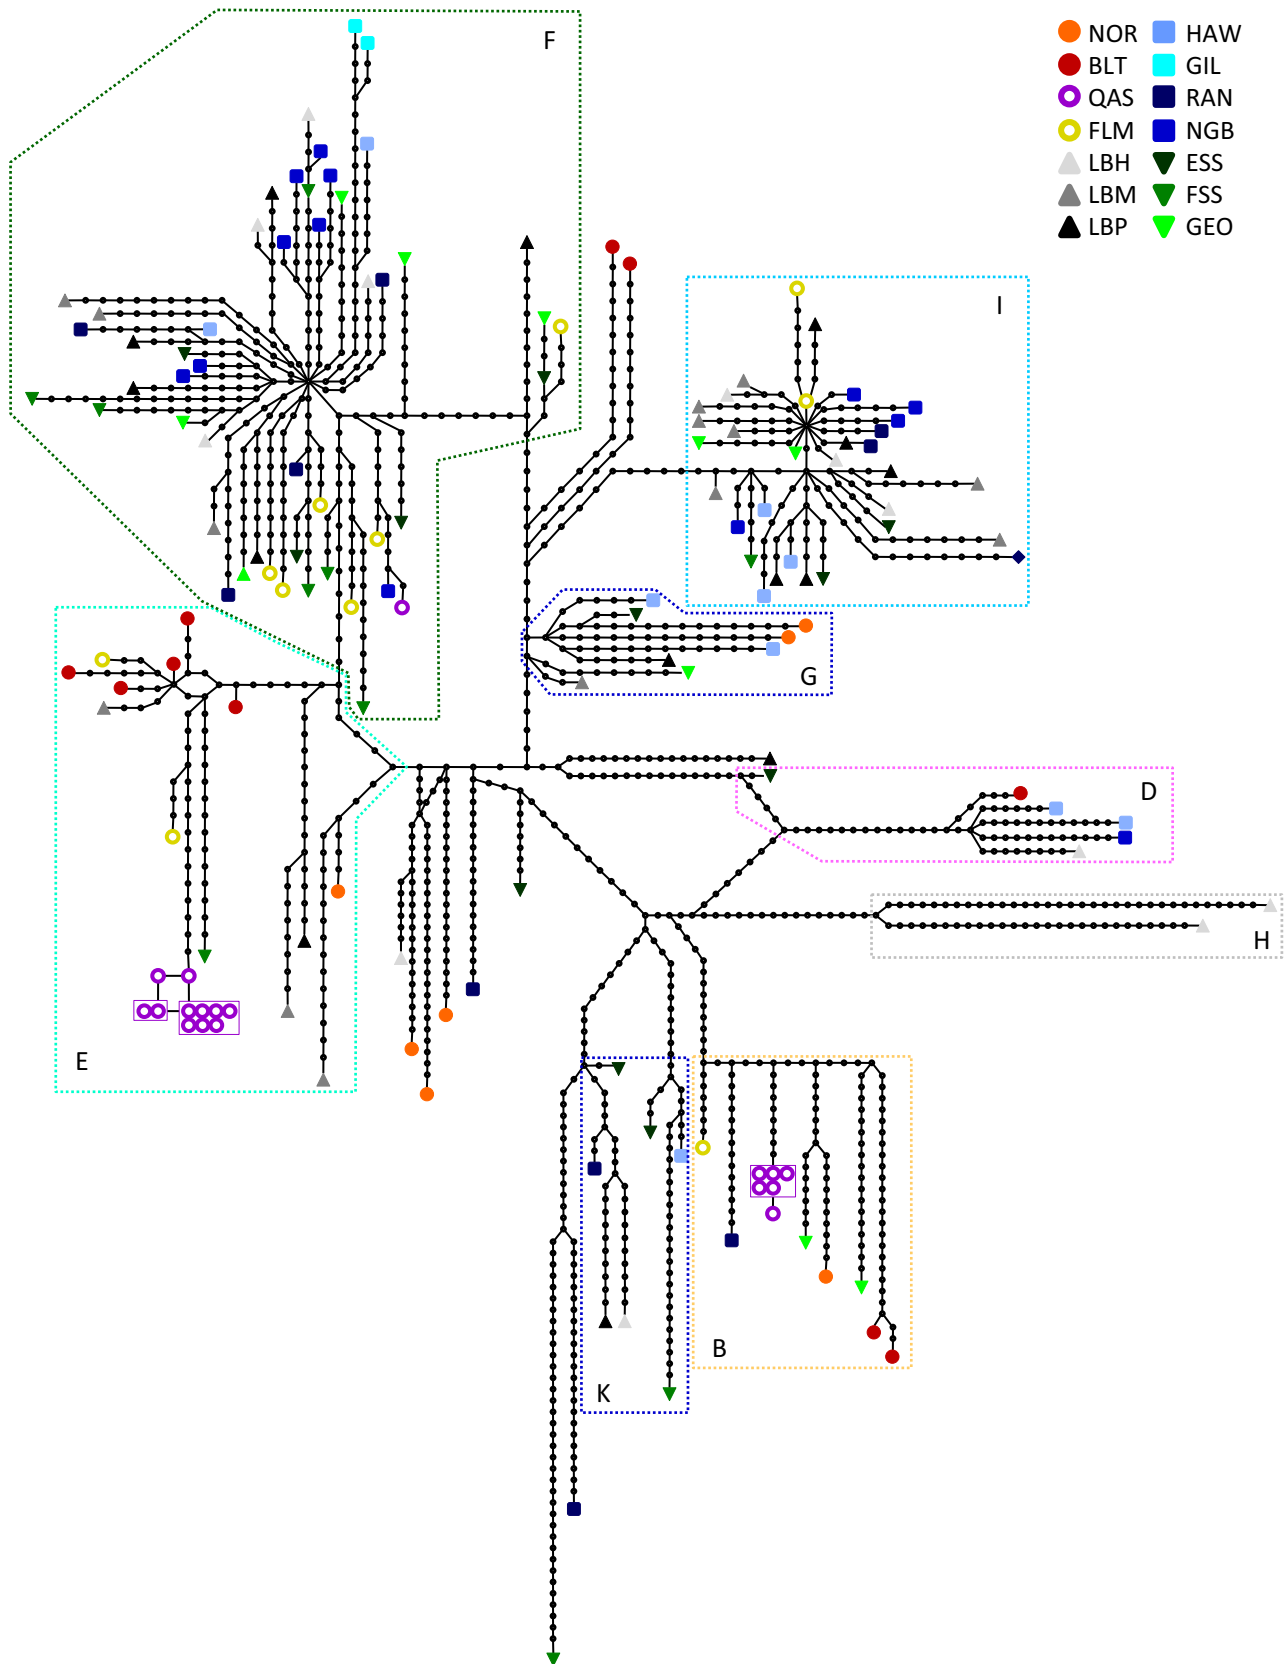 F
NOR HAW
BLT GIL
QAS RAN
FLM NGB
LBH ESS
LBM FSS
LBP GEO
I
G
D
H
E
B
K